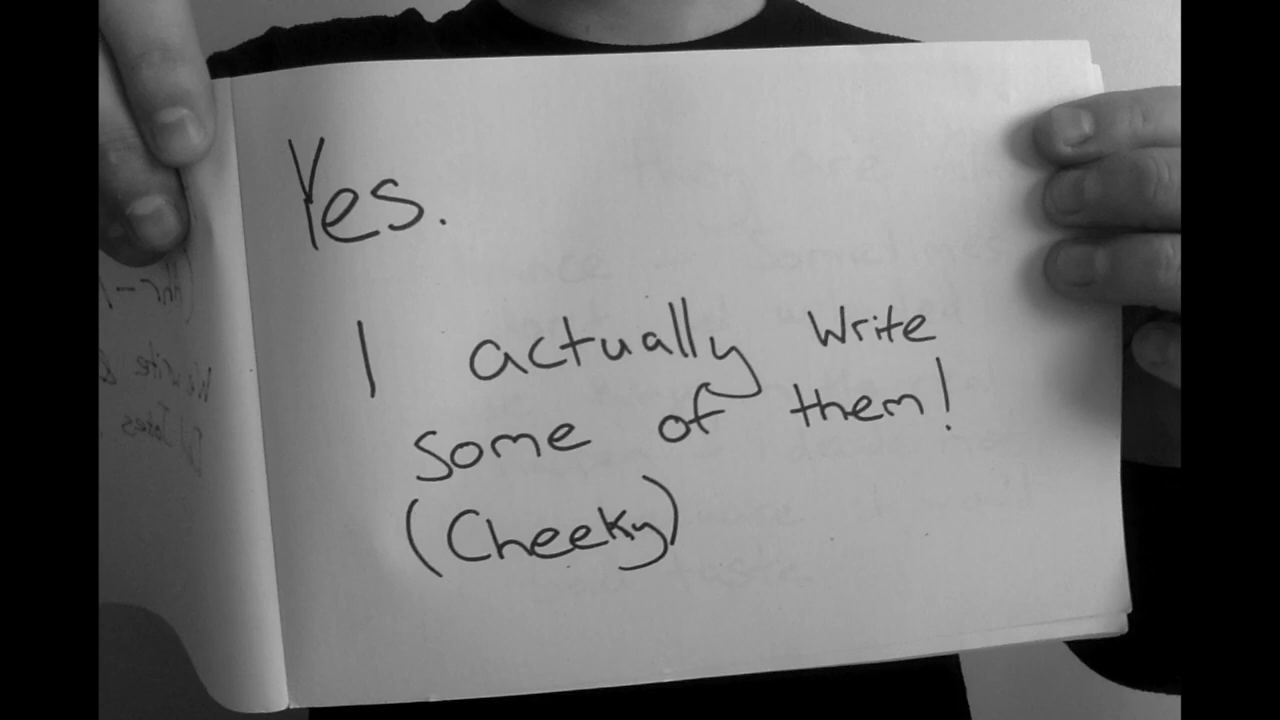 Yes.
I actually Write
some of them!
(Cheeky)